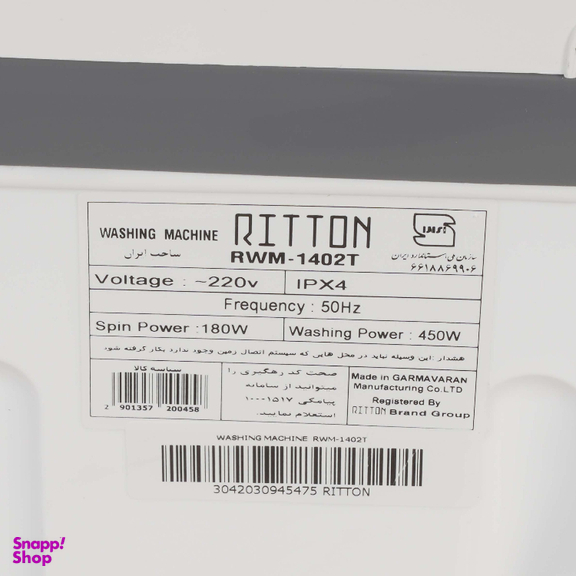 WASHING MACHINE RITTON
ساخت ایران RWM-1402T
سازمان ملی استاندارد ایران
۶۶۱۸۸۶۹۹۰۶
Voltage : ~220v IPX4
Frequency : 50Hz
Spin Power :180W Washing Power : 450W
هشدار :این وسیله نباید در محل هایی که سیستم اتصال زمین وجود ندارد بکار گرفته شود
شناسه کالا
2 901357 200458
صحت کد رهگیری را
میتوانید از سامانه
پیامکی ۱۰۰۰۱۵۱۷
استعلام نمایید.
Made in GARMAVARAN
Manufacturing Co.LTD
Registered By
RITTON Brand Group
WASHING MACHINE RWM-1402T
3042030945475 RITTON
Snapp!
Shop